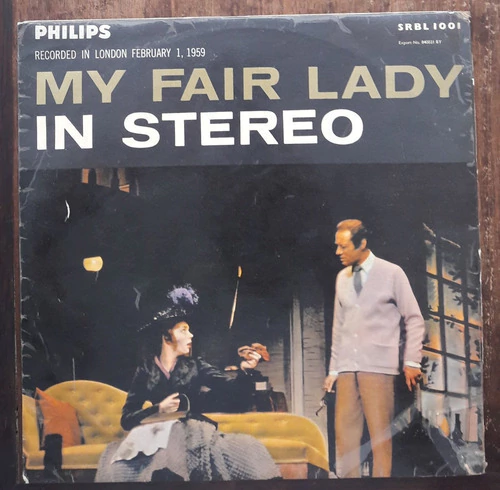 PHILIPS
SRBL 1001
RECORDED IN LONDON FEBRUARY 1, 1959
MY FAIR LADY
IN STEREO